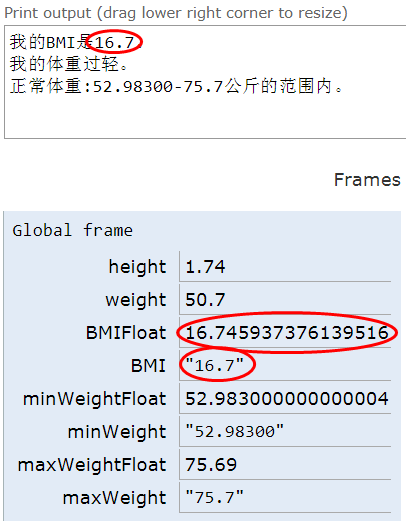 Print output (drag lower right corner to resize)
我的BMI是16.7
我的体重过轻。
正常体重:52.98300-75.7公斤的范围内。
Frames
Global frame
height 1.74
weight 50.7
BMIFloat 16.745937376139516
BMI "16.7"
minWeightFloat 52.983000000000004
minWeight "52.98300"
maxWeightFloat 75.69
maxWeight "75.7"